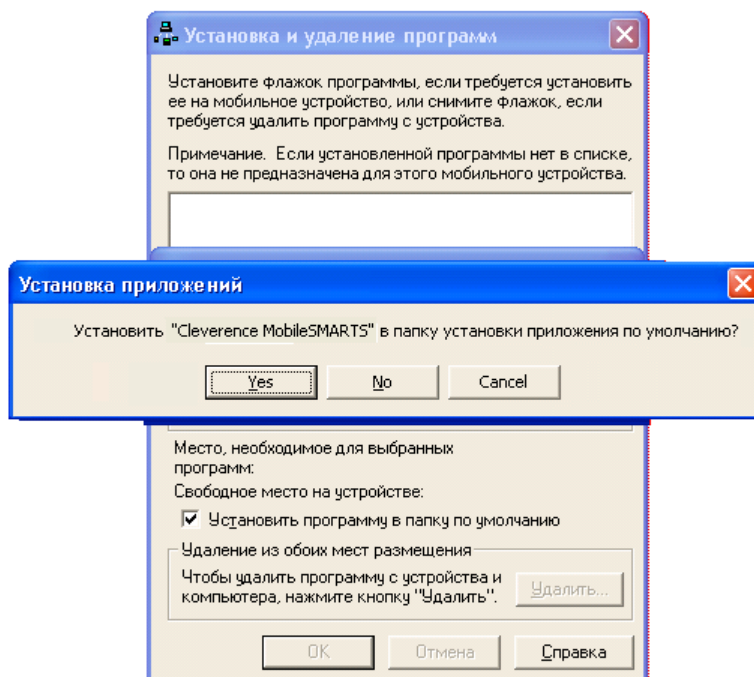 Установка и удаление программ
Установите флажок программы, если требуется установить
ее на мобильное устройство, или снимите флажок, если
требуется удалить программу с устройства.
Примечание. Если установленной программы нет в списке,
то она не предназначена для этого мобильного устройства.
Установка приложений
Установить "Cleverence MobileSMARTS" в папку установки приложения по умолчанию?
Yes No Cancel
Место, необходимое для выбранных
программ:
Свободное место на устройстве:
Установить программу в папку по умолчанию
Удаление из обоих мест размещения
Чтобы удалить программу с устройства и
компьютера, нажмите кнопку "Удалить".
Удалить...
OK Отмена Справка